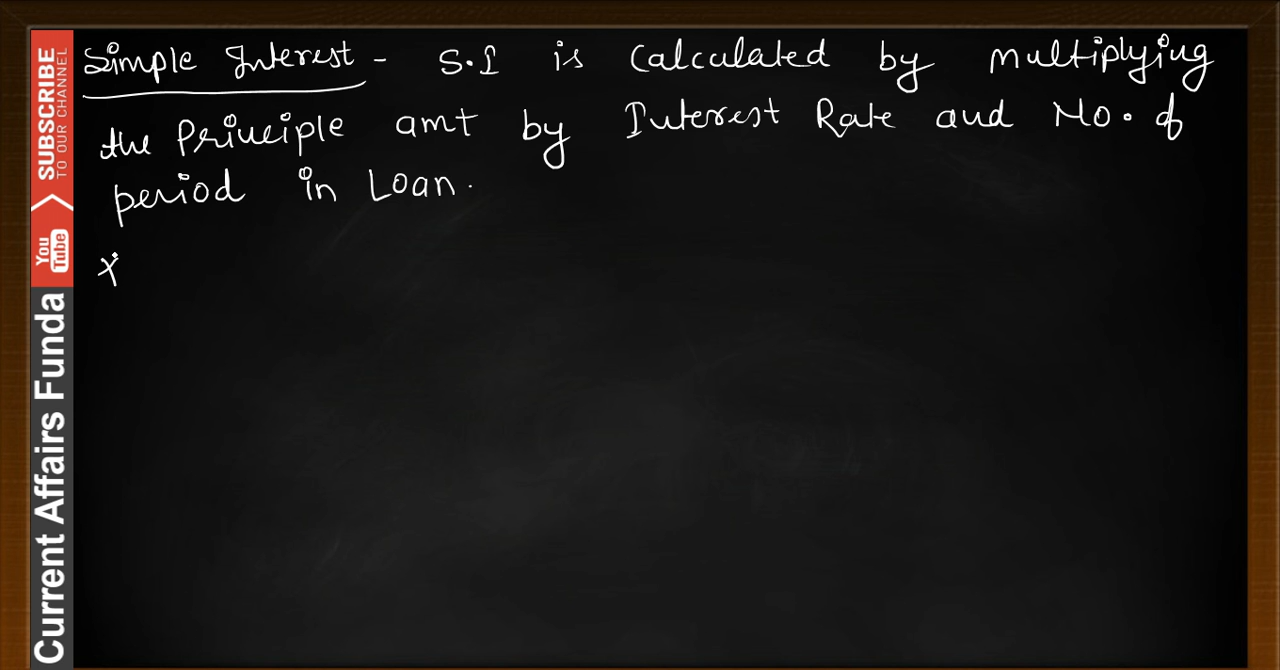 Simple Interest - S.I is calculated by multiplying
the Principle amt by Interest Rate and No. of
period in Loan.
SUBSCRIBE
TO OUR CHANNEL
You
Tube
Current Affairs Funda